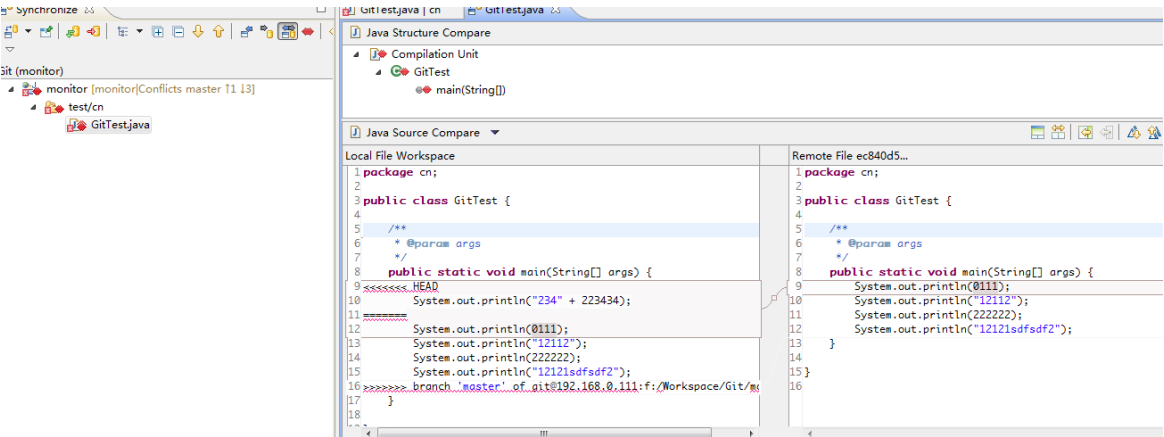 Synchronize
Git (monitor)
monitor [monitor|Conflicts master ↑1 ↓3]
test/cn
GitTest.java
GitTest.java | cn
GitTest.java
Java Structure Compare
Compilation Unit
GitTest
main(String[])
Java Source Compare
Local File Workspace
1 package cn;
2
3 public class GitTest {
4
5 /**
6 * @param args
7 */
8 public static void main(String[] args) {
9 <<<<<<< HEAD
10 System.out.println("234" + 223434);
11 =======
12 System.out.println(0111);
13 System.out.println("12112");
14 System.out.println(222222);
15 System.out.println("12121sdfsdf2");
16 >>>>>>> branch 'master' of git@192.168.0.111:f:/Workspace/Git/mo
17 }
18
Remote File ec840d5...
1 package cn;
2
3 public class GitTest {
4
5 /**
6 * @param args
7 */
8 public static void main(String[] args) {
9 System.out.println(0111);
10 System.out.println("12112");
11 System.out.println(222222);
12 System.out.println("12121sdfsdf2");
13 }
14
15 }
16